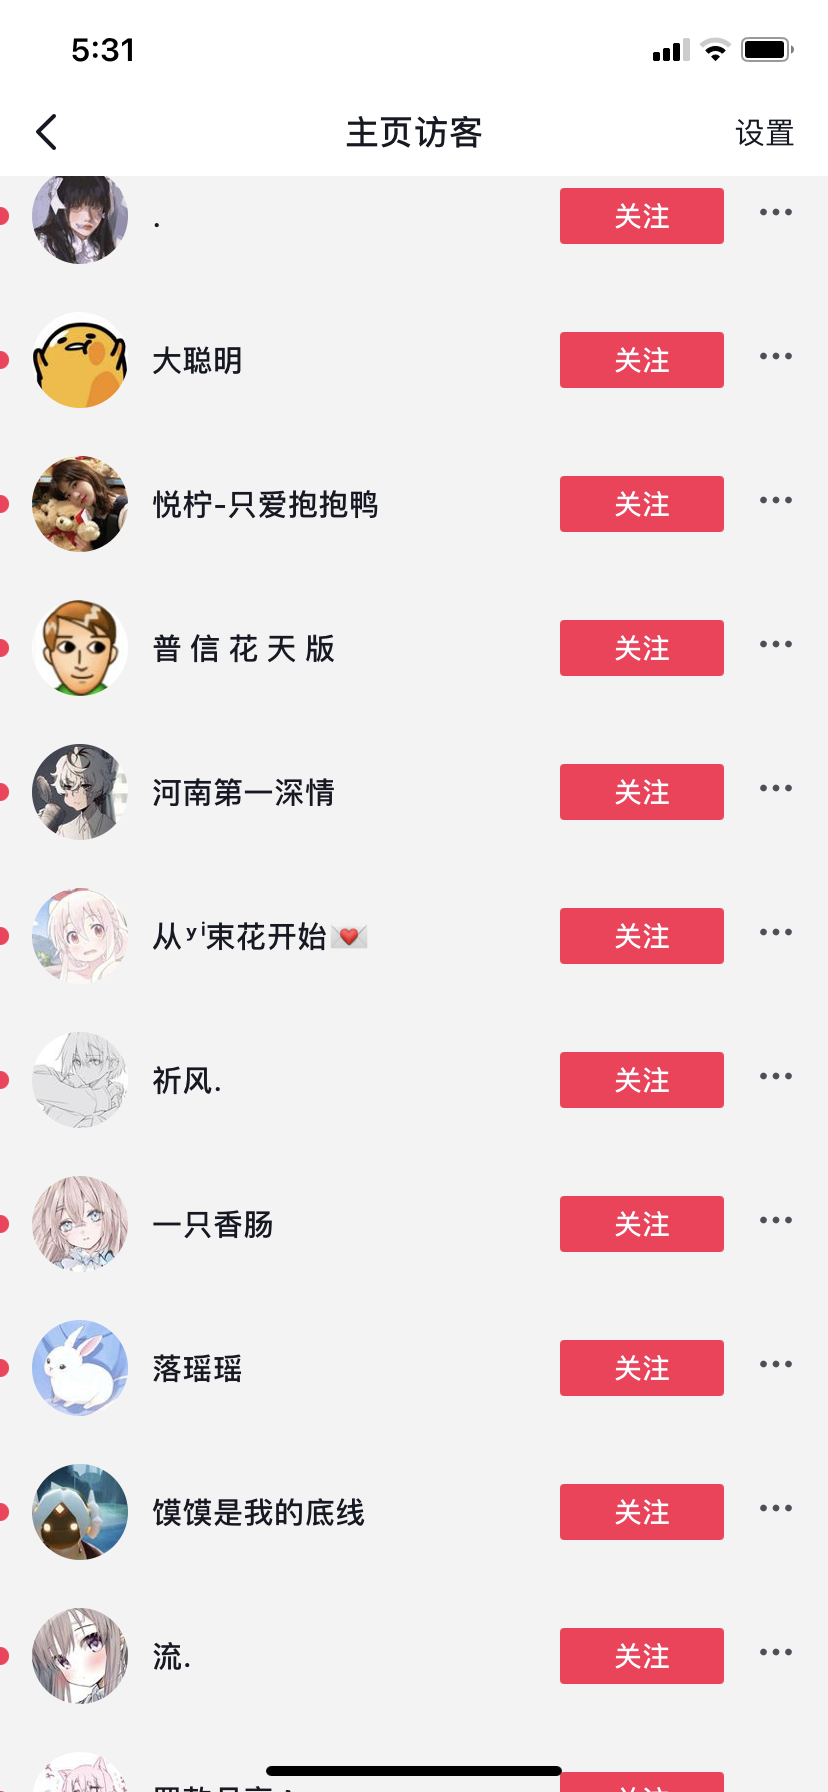 5:31
主页访客
设置
.
关注
大聪明
关注
悦柠-只爱抱抱鸭
关注
普 信 花 天 版
关注
河南第一深情
关注
从ʸⁱ束花开始💌
关注
祈风.
关注
一只香肠
关注
落瑶瑶
关注
馍馍是我的底线
关注
流.
关注